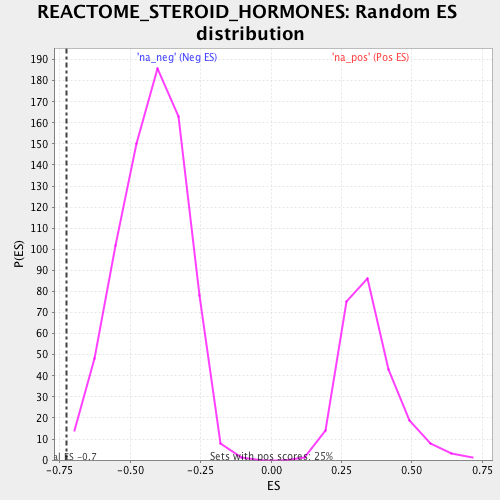 REACTOME_STEROID_HORMONES: Random ES
distribution
'na_neg' (Neg ES)
'na_pos' (Pos ES)
190
180
170
160
150
140
130
120
110
100
90
80
70
60
50
40
30
20
10
0
P(ES)
ES -0.7
Sets with pos scores: 25%
-0.75 -0.50 -0.25 0.00 0.25 0.50 0.75
ES